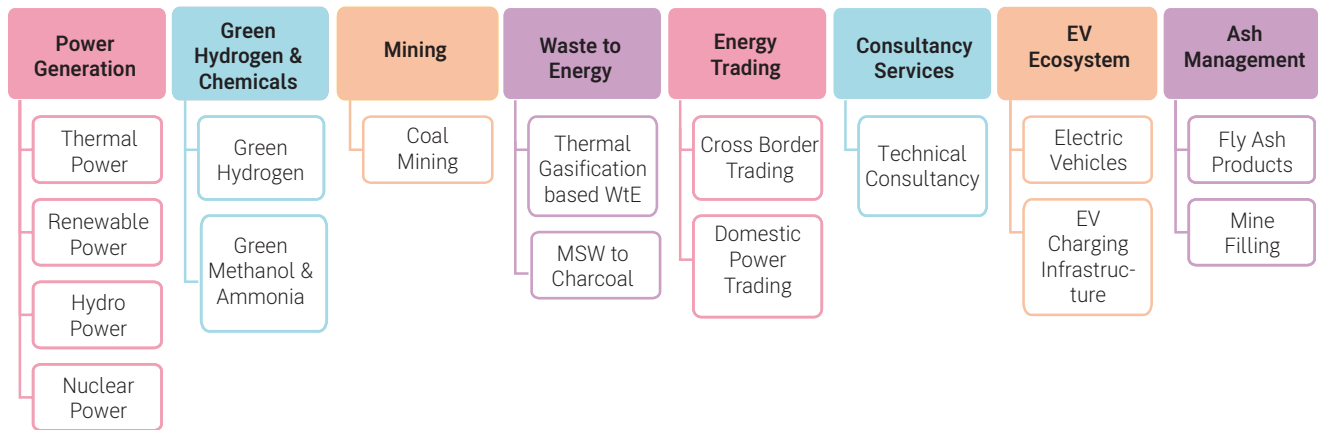 Power
Generation
Thermal
Power
Renewable
Power
Hydro
Power
Nuclear
Power
Green
Hydrogen &
Chemicals
Green
Hydrogen
Green
Methanol &
Ammonia
Mining
Coal
Mining
Waste to
Energy
Thermal
Gasification
based WtE
MSW to
Charcoal
Energy
Trading
Cross Border
Trading
Domestic
Power
Trading
Consultancy
Services
Technical
Consultancy
EV
Ecosystem
Electric
Vehicles
EV
Charging
Infrastruc-
ture
Ash
Management
Fly Ash
Products
Mine
Filling